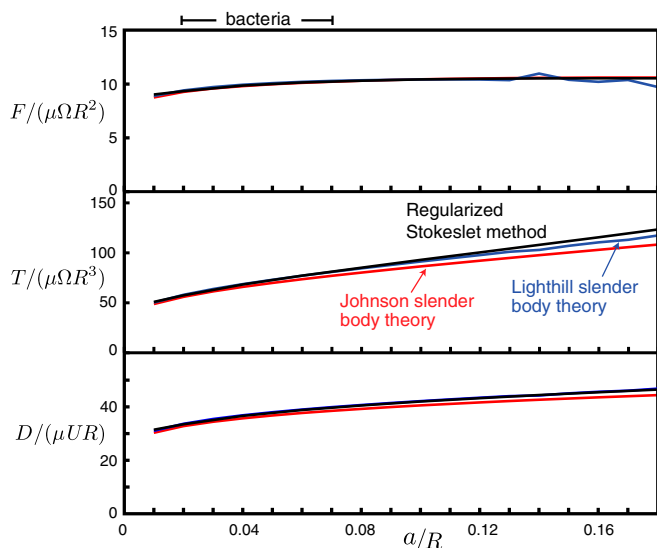 bacteria
15
10
5
0
F/(μΩR²)
150
100
50
0
T/(μΩR³)
Regularized
Stokeslet method
Johnson slender
body theory
Lighthill slender
body theory
40
20
0
D/(μUR)
0
0.04
0.08
0.12
0.16
a/R